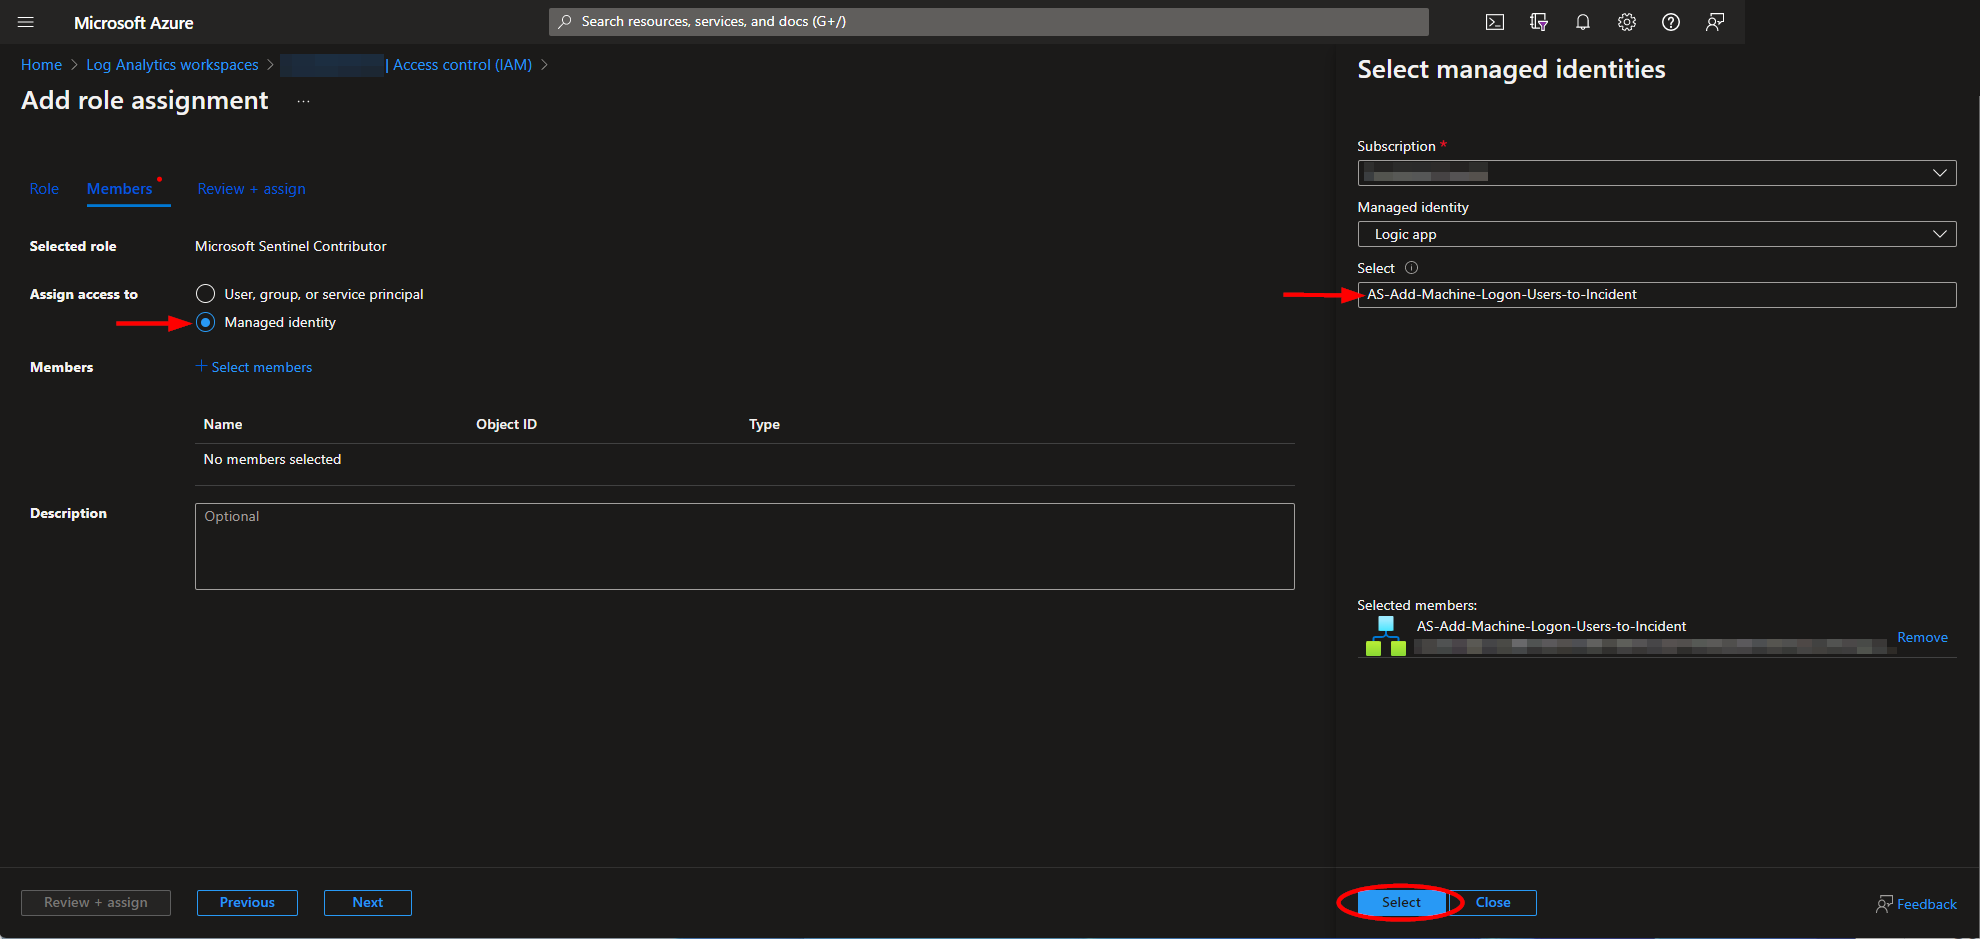 Microsoft Azure
Search resources, services, and docs (G+/)
Home > Log Analytics workspaces > | Access control (IAM) >
Add role assignment ...
Role Members Review + assign
Selected role Microsoft Sentinel Contributor
Assign access to User, group, or service principal
Managed identity
Members + Select members
Name Object ID Type
No members selected
Description Optional
Review + assign Previous Next
Select managed identities
Subscription *
Managed identity
Logic app
Select
AS-Add-Machine-Logon-Users-to-Incident
Selected members:
AS-Add-Machine-Logon-Users-to-Incident
Remove
Select Close Feedback